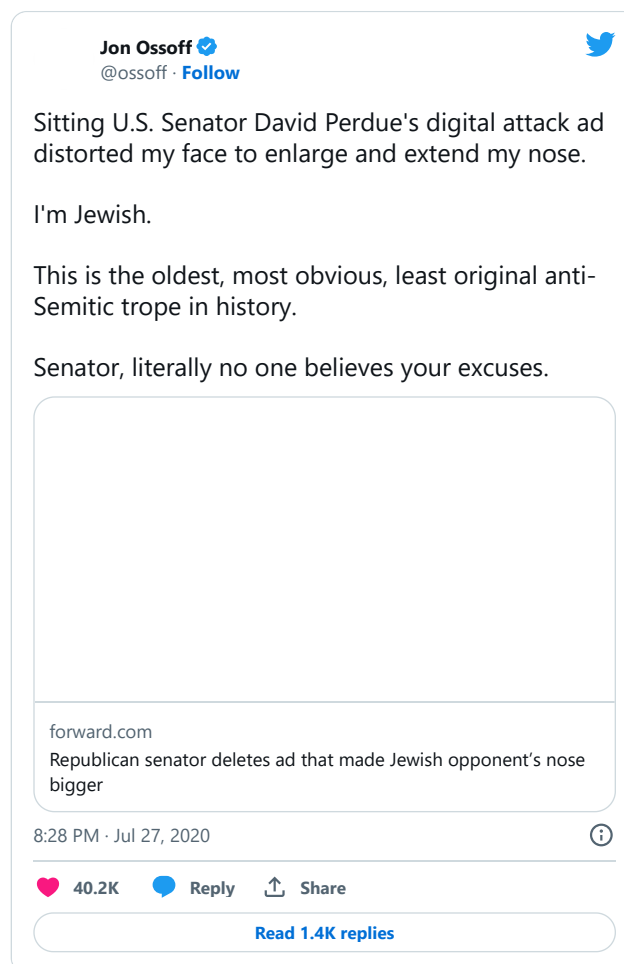 Jon Ossoff
@ossoff · Follow
Sitting U.S. Senator David Perdue's digital attack ad
distorted my face to enlarge and extend my nose.
I'm Jewish.
This is the oldest, most obvious, least original anti-
Semitic trope in history.
Senator, literally no one believes your excuses.
forward.com
Republican senator deletes ad that made Jewish opponent’s nose
bigger
8:28 PM · Jul 27, 2020
40.2K Reply Share
Read 1.4K replies